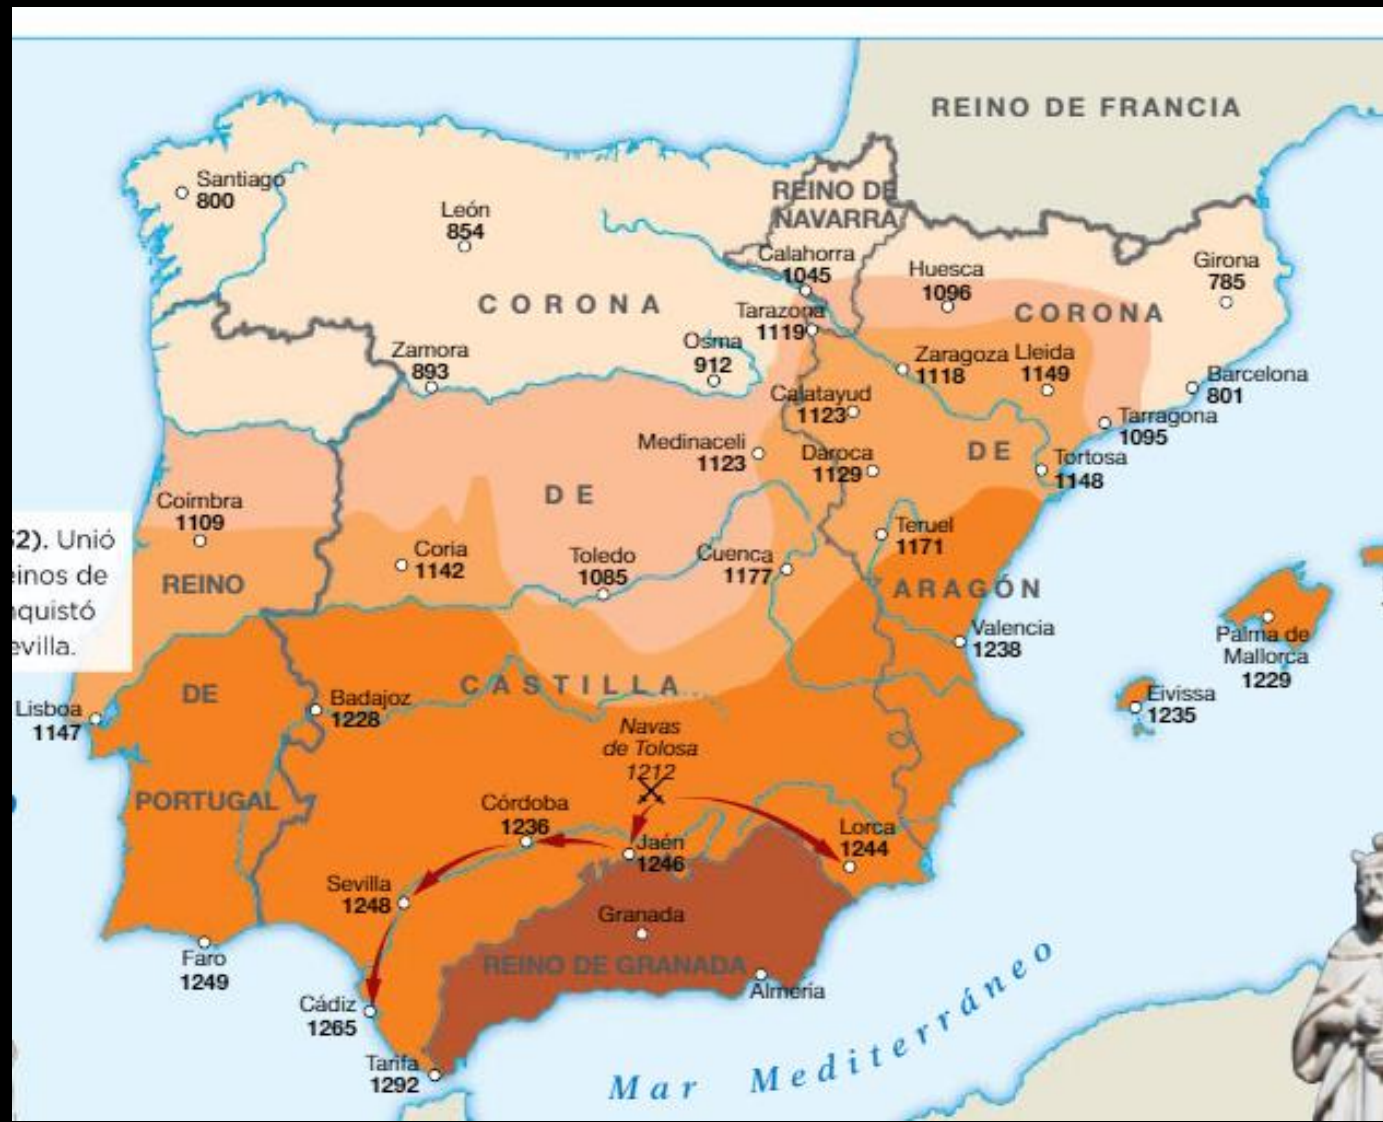 REINO DE FRANCIA
Santiago
800
León
854
REINO DE
NAVARRA
Calahorra
1045
Huesca
1096
Girona
785
CORONA
CORONA
Tarazona
1119
Osma
912
Zamora
893
Zaragoza
1118
Lleida
1149
Barcelona
801
Calatayud
1123
Tarragona
1095
Medinaceli
1123
Daroca
1129
DE
Tortosa
1148
DE
Coimbra
1109
Coria
1142
Toledo
1085
Cuenca
1177
Teruel
1171
52). Unió
einos de
nquistó
evilla.
REINO
ARAGÓN
Valencia
1238
Palma de
Mallorca
1229
DE
Badajoz
1228
CASTILLA
Eivissa
1235
Lisboa
1147
Navas
de Tolosa
1212
PORTUGAL
Córdoba
1236
Jaén
1246
Lorca
1244
Sevilla
1248
Granada
REINO DE GRANADA
Almería
Faro
1249
Cádiz
1265
Tarifa
1292
Mar Mediterráneo